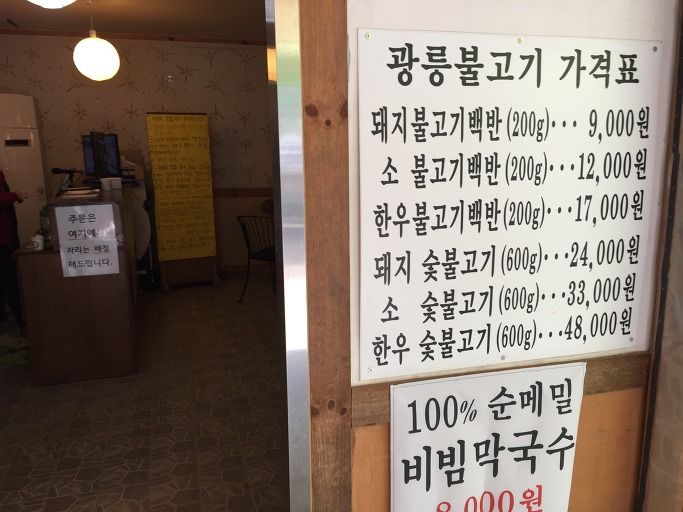 광릉불고기 가격표
돼지불고기백반(200g)··· 9,000원
소 불고기백반(200g)···12,000원
한우불고기백반(200g)···17,000원
돼지 숯불고기(600g)···24,000원
소 숯불고기(600g)···33,000원
한우 숯불고기(600g)···48,000원
100% 순메밀
비빔막국수
8,000원
주문은
여기에서
자리는 배정
해드립니다.